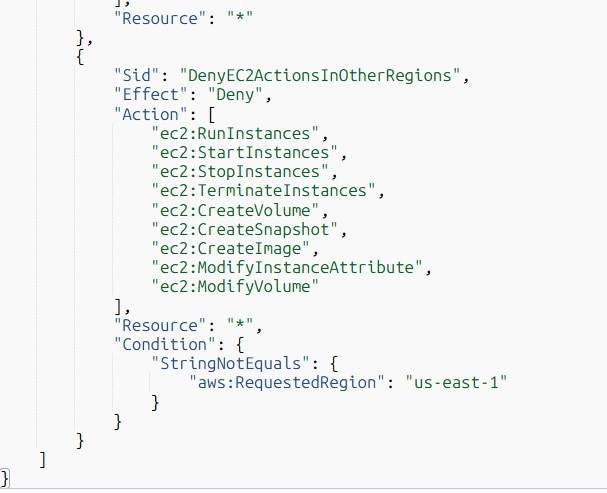 ],
"Resource": "*"
},
{
"Sid": "DenyEC2ActionsInOtherRegions",
"Effect": "Deny",
"Action": [
"ec2:RunInstances",
"ec2:StartInstances",
"ec2:StopInstances",
"ec2:TerminateInstances",
"ec2:CreateVolume",
"ec2:CreateSnapshot",
"ec2:CreateImage",
"ec2:ModifyInstanceAttribute",
"ec2:ModifyVolume"
],
"Resource": "*",
"Condition": {
"StringNotEquals": {
"aws:RequestedRegion": "us-east-1"
}
}
}
]
}